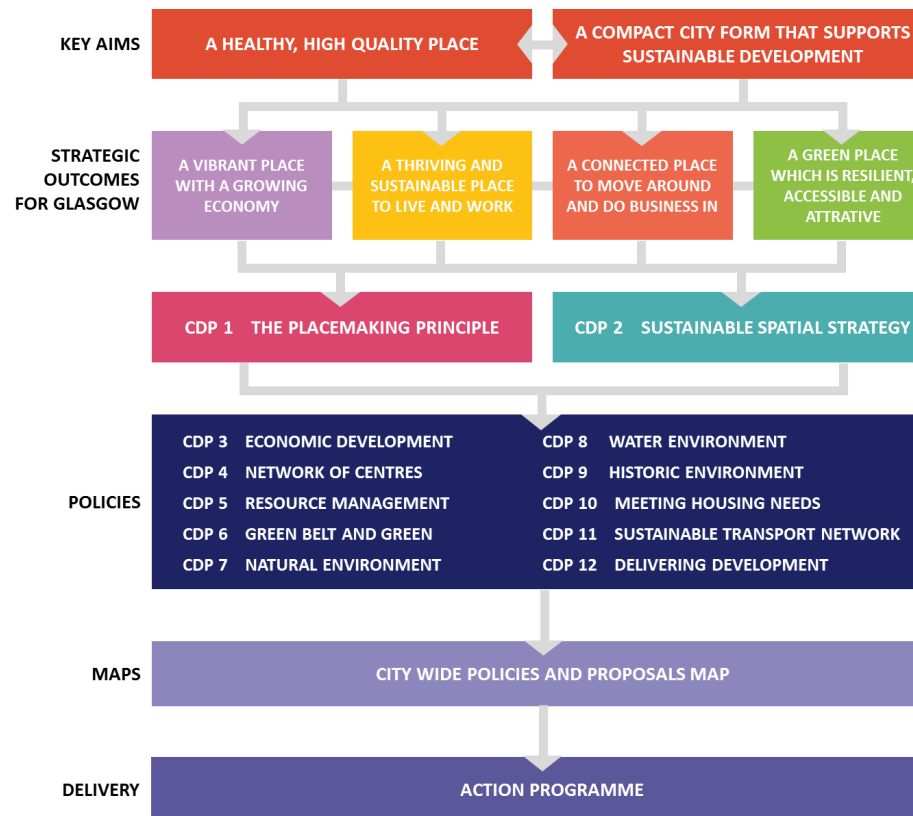 KEY AIMS
A HEALTHY, HIGH QUALITY PLACE
A COMPACT CITY FORM THAT SUPPORTS
SUSTAINABLE DEVELOPMENT
STRATEGIC
OUTCOMES
FOR GLASGOW
A VIBRANT PLACE
WITH A GROWING
ECONOMY
A THRIVING AND
SUSTAINABLE PLACE
TO LIVE AND WORK
A CONNECTED PLACE
TO MOVE AROUND
AND DO BUSINESS IN
A GREEN PLACE
WHICH IS RESILIENT,
ACCESSIBLE AND
ATTRATIVE
CDP 1 THE PLACEMAKING PRINCIPLE
CDP 2 SUSTAINABLE SPATIAL STRATEGY
POLICIES
CDP 3 ECONOMIC DEVELOPMENT
CDP 4 NETWORK OF CENTRES
CDP 5 RESOURCE MANAGEMENT
CDP 6 GREEN BELT AND GREEN
CDP 7 NATURAL ENVIRONMENT
CDP 8 WATER ENVIRONMENT
CDP 9 HISTORIC ENVIRONMENT
CDP 10 MEETING HOUSING NEEDS
CDP 11 SUSTAINABLE TRANSPORT NETWORK
CDP 12 DELIVERING DEVELOPMENT
MAPS
CITY WIDE POLICIES AND PROPOSALS MAP
DELIVERY
ACTION PROGRAMME